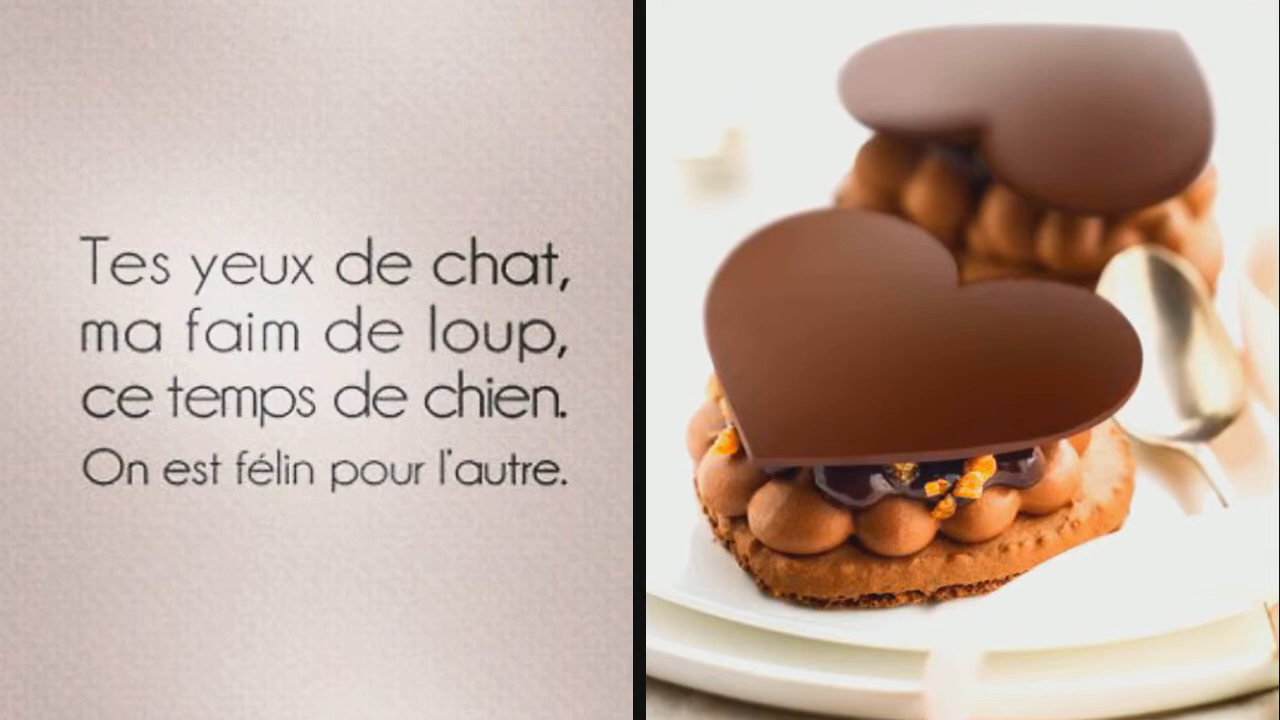 Tes yeux de chat,
ma faim de loup,
ce temps de chien.
On est félin pour l'autre.